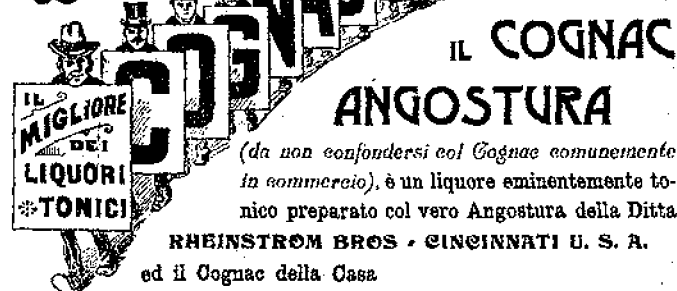 COGNA
IL
MIGLIORE
DEI
LIQUORI
TONICI
IL COGNAC
ANGOSTURA
(da non confondersi col Cognac comunemente
in commercio), è un liquore eminentemente to-
nico preparato col vero Angostura della Ditta
RHEINSTROM BROS - CINCINNATI U. S. A.
ed il Cognac della Casa